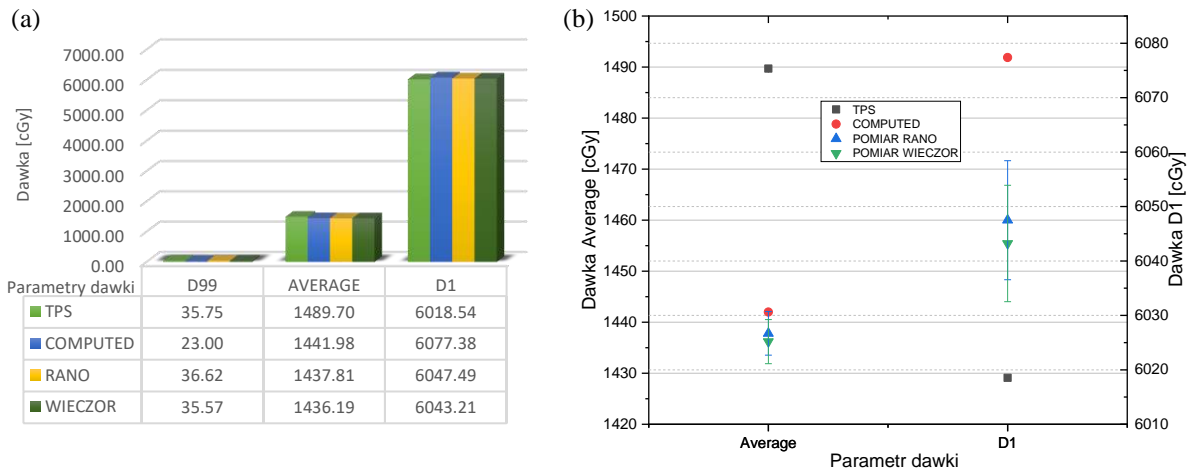 (a)
7000.00
6000.00
5000.00
4000.00
3000.00
2000.00
1000.00
0.00
Dawka [cGy]
Parametry dawki D99 AVERAGE D1
TPS 35.75 1489.70 6018.54
COMPUTED 23.00 1441.98 6077.38
RANO 36.62 1437.81 6047.49
WIECZOR 35.57 1436.19 6043.21
(b)
1500
1490
1480
1470
1460
1450
1440
1430
1420
Dawka Average [cGy]
TPS
COMPUTED
POMIAR RANO
POMIAR WIECZOR
6080
6070
6060
6050
6040
6030
6020
6010
Dawka D1 [cGy]
Average D1
Parametr dawki